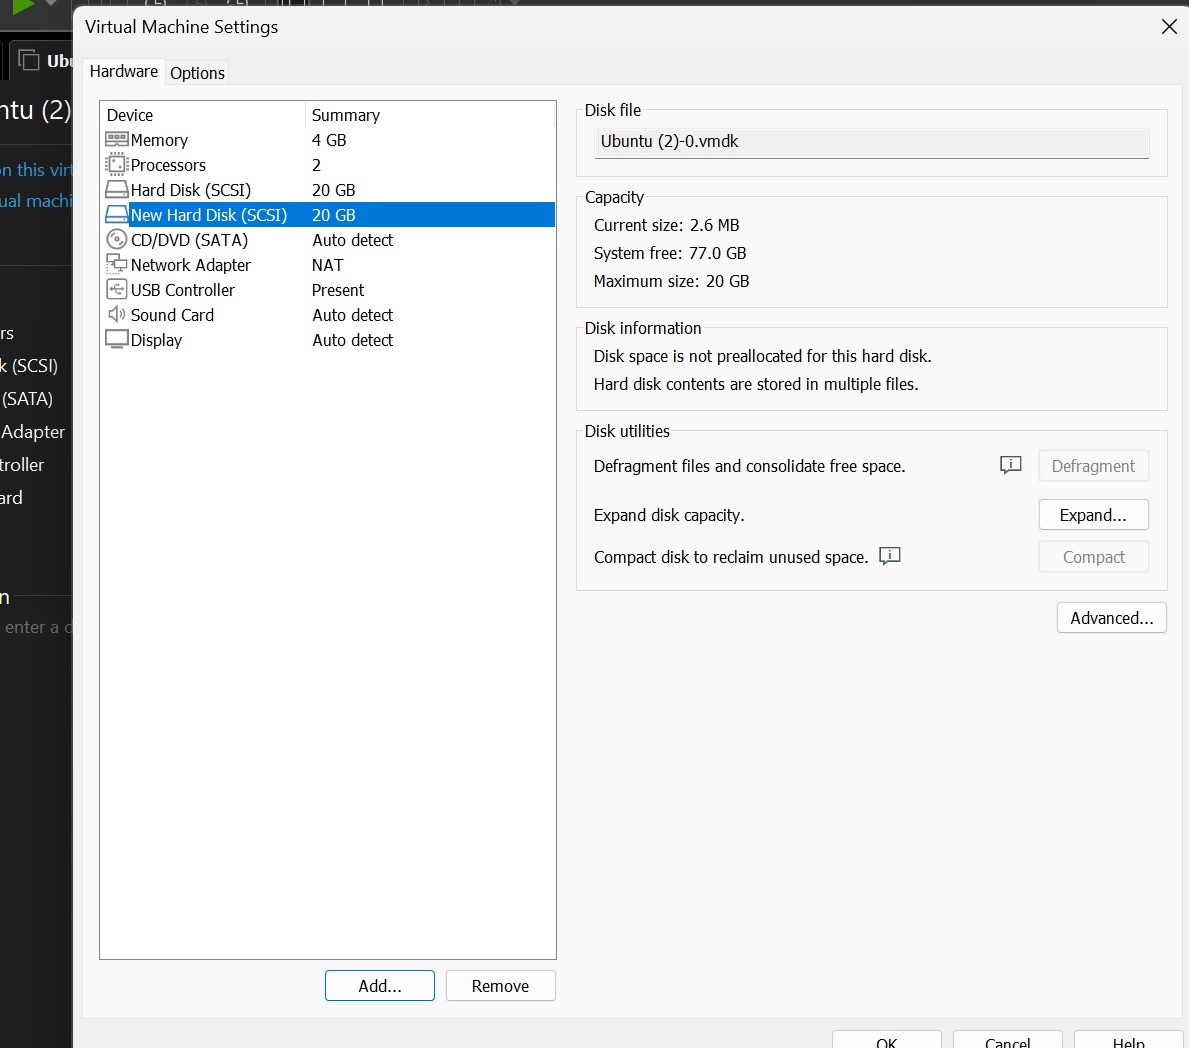 Virtual Machine Settings
Ubu
Hardware
Options
ntu (2)
on this virt
ual machi
rs
k (SCSI)
(SATA)
Adapter
troller
ard
n
enter a d
Device Summary
Memory 4 GB
Processors 2
Hard Disk (SCSI) 20 GB
New Hard Disk (SCSI) 20 GB
CD/DVD (SATA) Auto detect
Network Adapter NAT
USB Controller Present
Sound Card Auto detect
Display Auto detect
Add...
Remove
Disk file
Ubuntu (2)-0.vmdk
Capacity
Current size: 2.6 MB
System free: 77.0 GB
Maximum size: 20 GB
Disk information
Disk space is not preallocated for this hard disk.
Hard disk contents are stored in multiple files.
Disk utilities
Defragment files and consolidate free space.
Defragment
Expand disk capacity.
Expand...
Compact disk to reclaim unused space.
Compact
Advanced...
OK
Cancel
Help